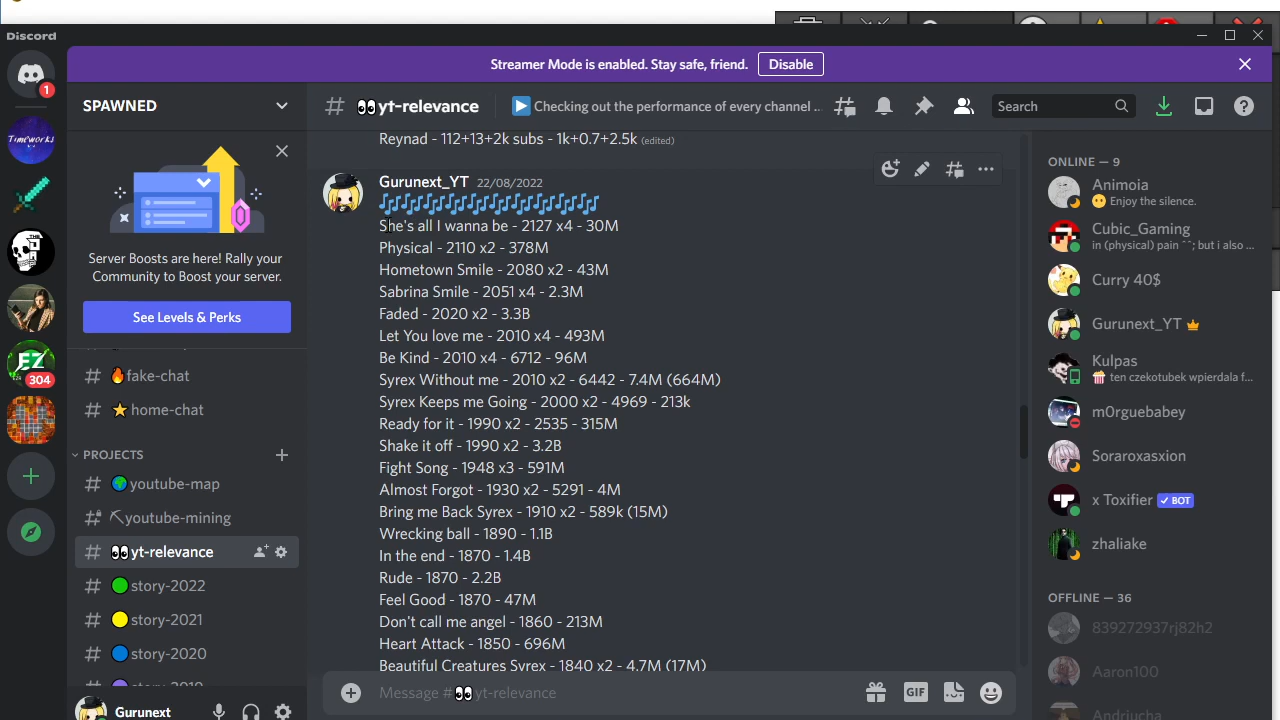 Discord
Streamer Mode is enabled. Stay safe, friend. Disable
1
TIMEWORKS
EZ
304
SPAWNED
Server Boosts are here! Rally your
Community to Boost your server.
See Levels & Perks
# 🔥fake-chat
# ⭐home-chat
PROJECTS
# 🌍youtube-map
# ⛏youtube-mining
# 👀yt-relevance
# 🟢story-2022
# 🟡story-2021
# 🔵story-2020
# 🟣story-2019
Gurunext
# 👀yt-relevance
▶ Checking out the performance of every channel ...
Search
Reynad - 112+13+2k subs - 1k+0.7+2.5k (edited)
Gurunext_YT 22/08/2022
🎶🎶🎶🎶🎶🎶🎶🎶🎶🎶
She's all I wanna be - 2127 x4 - 30M
Physical - 2110 x2 - 378M
Hometown Smile - 2080 x2 - 43M
Sabrina Smile - 2051 x4 - 2.3M
Faded - 2020 x2 - 3.3B
Let You love me - 2010 x4 - 493M
Be Kind - 2010 x4 - 6712 - 96M
Syrex Without me - 2010 x2 - 6442 - 7.4M (664M)
Syrex Keeps me Going - 2000 x2 - 4969 - 213k
Ready for it - 1990 x2 - 2535 - 315M
Shake it off - 1990 x2 - 3.2B
Fight Song - 1948 x3 - 591M
Almost Forgot - 1930 x2 - 5291 - 4M
Bring me Back Syrex - 1910 x2 - 589k (15M)
Wrecking ball - 1890 - 1.1B
In the end - 1870 - 1.4B
Rude - 1870 - 2.2B
Feel Good - 1870 - 47M
Don't call me angel - 1860 - 213M
Heart Attack - 1850 - 696M
Beautiful Creatures Syrex - 1840 x2 - 4.7M (17M)
Message #👀yt-relevance
GIF
ONLINE — 9
Animoia
😶 Enjoy the silence.
Cubic_Gaming
in (physical) pain ^^; but i also ...
Curry 40$
Gurunext_YT
Kulpas
🍿 ten czekotubek wpierdala f...
m0rguebabey
Soraroxasxion
x Toxifier ✓ BOT
zhaliake
OFFLINE — 36
839272937rj82h2
Aaron100
Andriucha